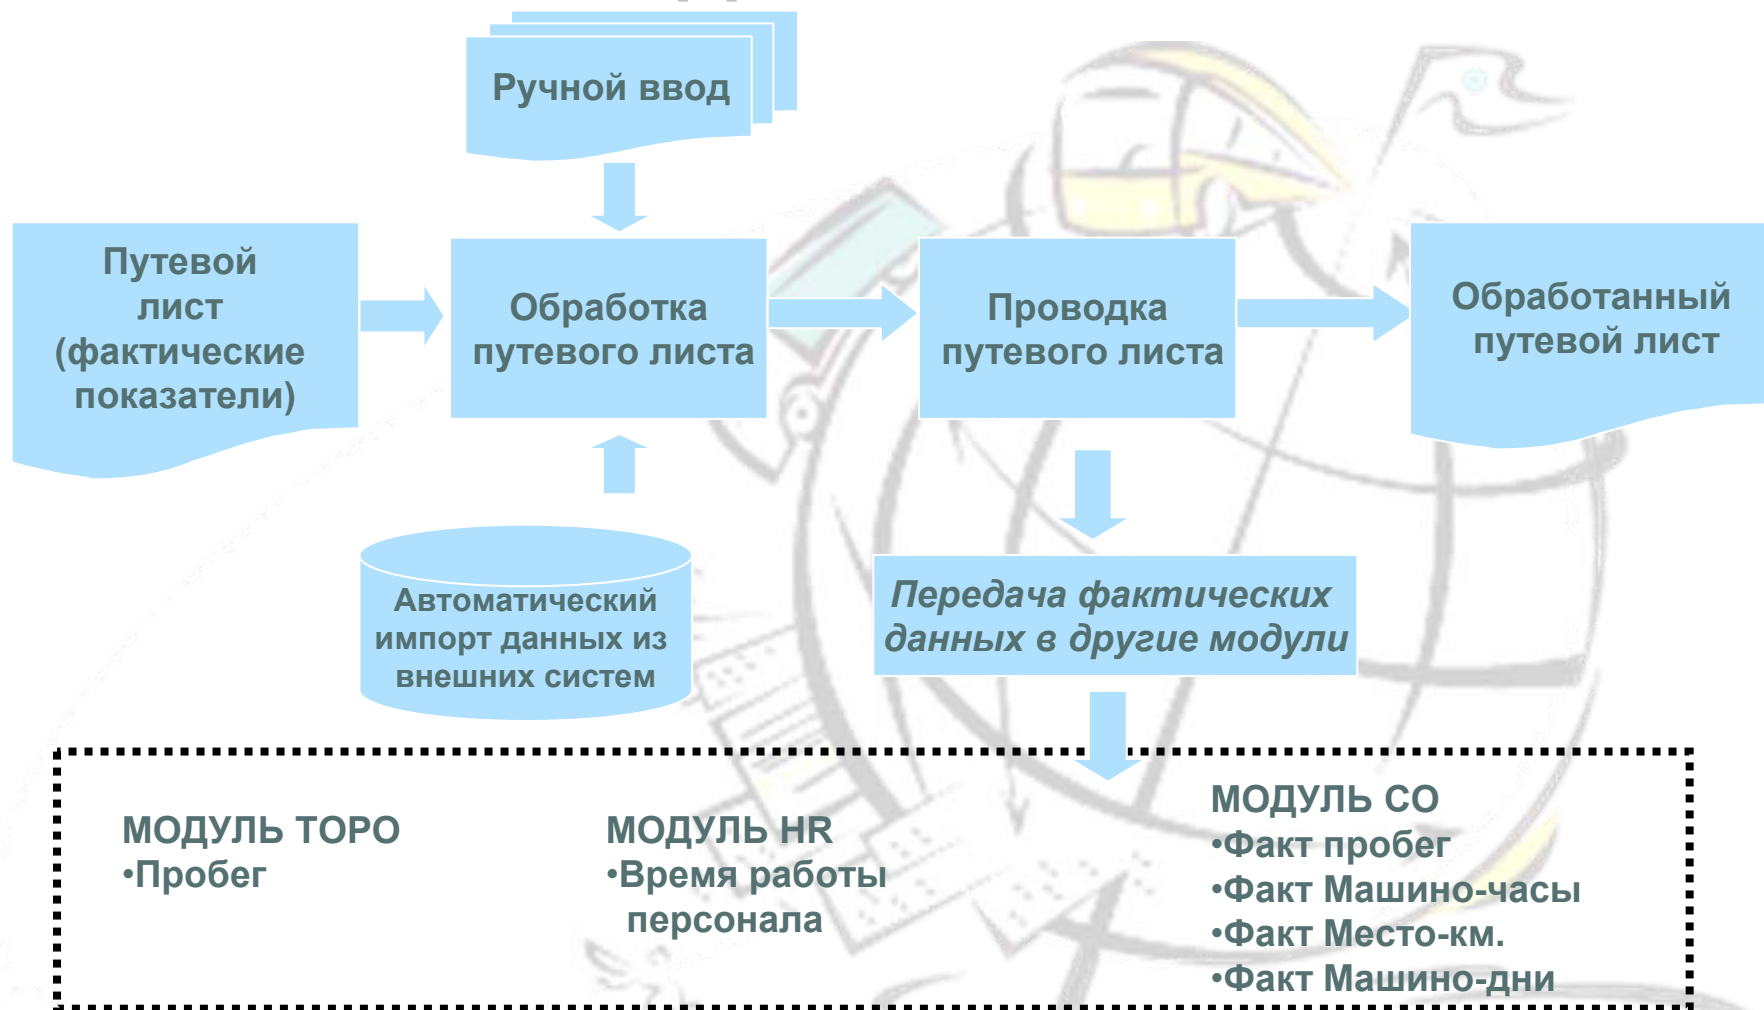 Ручной ввод
Путевой
лист
(фактические
показатели)
Обработка
путевого листа
Проводка
путевого листа
Обработанный
путевой лист
Автоматический
импорт данных из
внешних систем
Передача фактических
данных в другие модули
МОДУЛЬ ТОРО
•Пробег
МОДУЛЬ HR
•Время работы
персонала
МОДУЛЬ СО
•Факт пробег
•Факт Машино-часы
•Факт Место-км.
•Факт Машино-дни